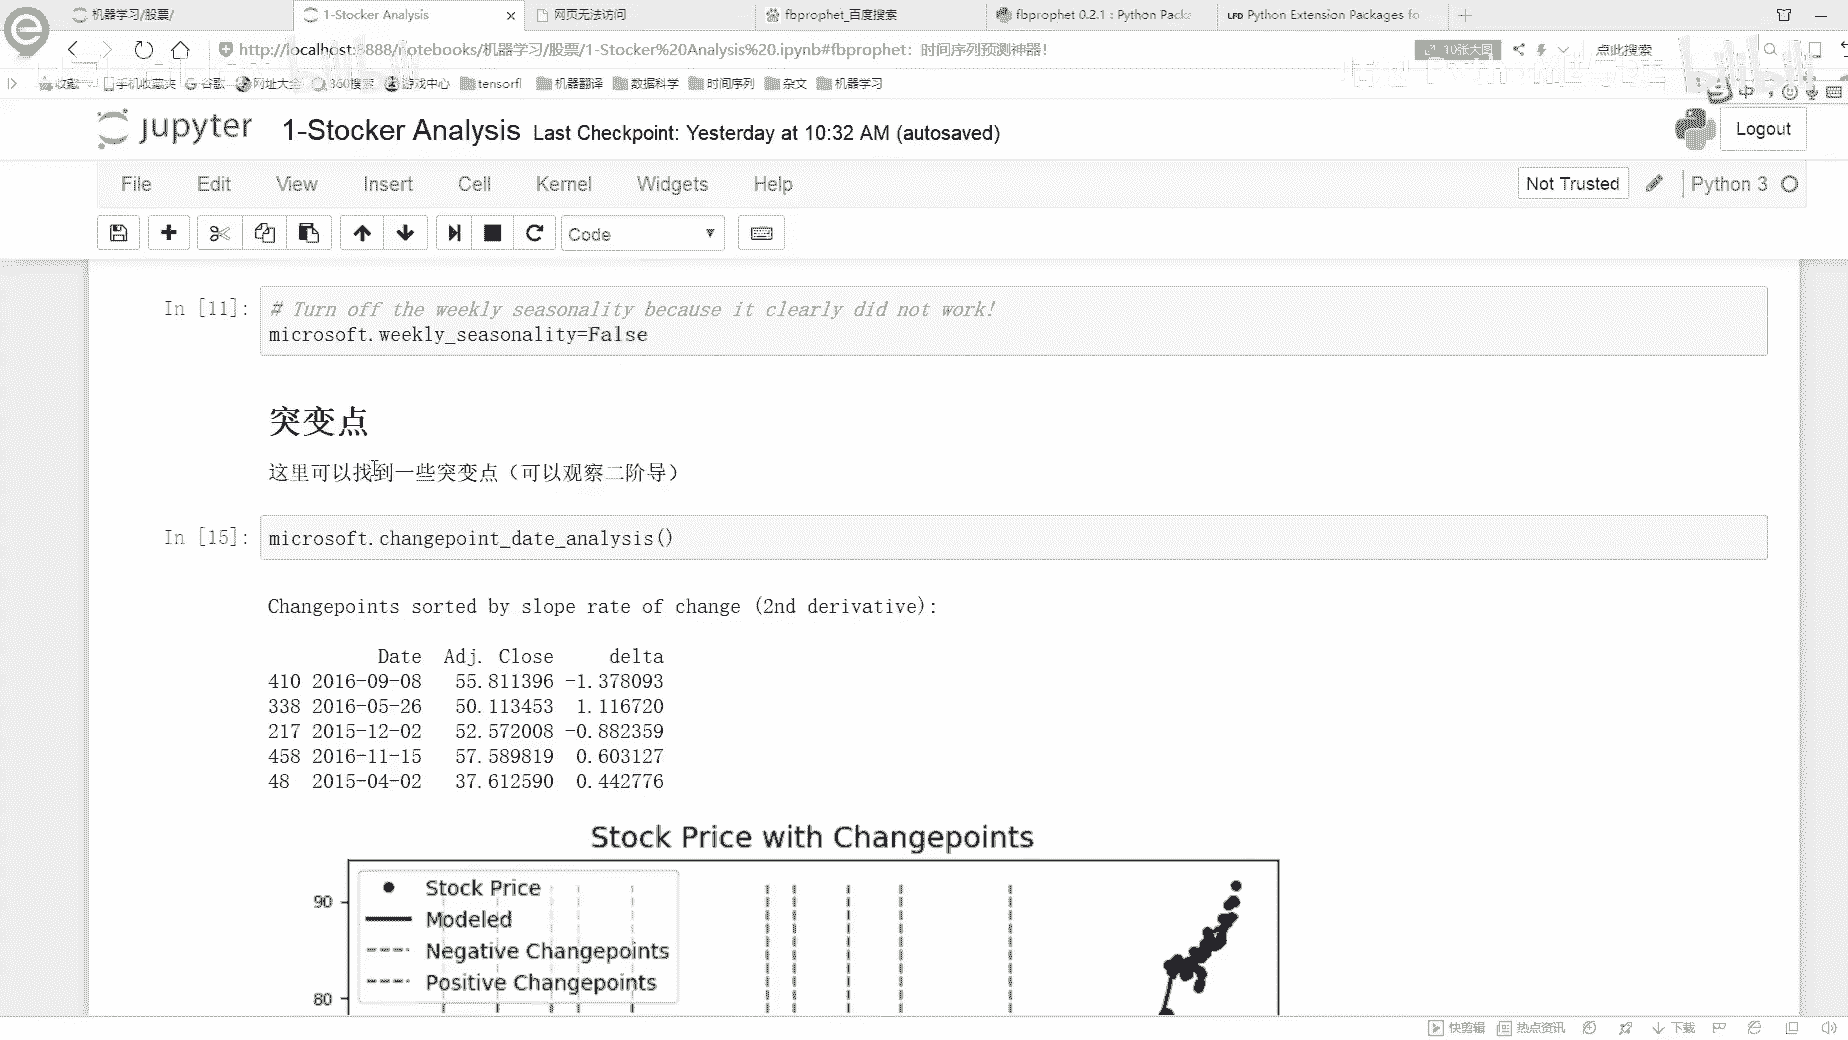 机器学习/股票/
1-Stocker Analysis
网页无法访问
fbprophet_百度搜索
fbprophet 0.2.1 : Python Packa
LFD Python Extension Packages fo
http://localhost:8888/notebooks/机器学习/股票/1-Stocker%20Analysis%20.ipynb#fbprophet：时间序列预测神器!
10张大图
点此搜索
收藏
手机收藏夹
谷歌
网址大全
360搜索
游戏中心
tensorfl
机器翻译
数据科学
时间序列
杂文
机器学习
jupyter 1-Stocker Analysis Last Checkpoint: Yesterday at 10:32 AM (autosaved)
Logout
File Edit View Insert Cell Kernel Widgets Help
Not Trusted
Python 3
Code
In [11]: # Turn off the weekly seasonality because it clearly did not work!
microsoft.weekly_seasonality=False
突变点
这里可以找到一些突变点（可以观察二阶导）
In [15]: microsoft.changepoint_date_analysis()
Changepoints sorted by slope rate of change (2nd derivative):
Date Adj. Close delta
410 2016-09-08 55.811396 -1.378093
338 2016-05-26 50.113453 1.116720
217 2015-12-02 52.572008 -0.882359
458 2016-11-15 57.589819 0.603127
48 2015-04-02 37.612590 0.442776
Stock Price with Changepoints
Stock Price
Modeled
Negative Changepoints
Positive Changepoints
90
80
快剪辑
热点资讯
下载